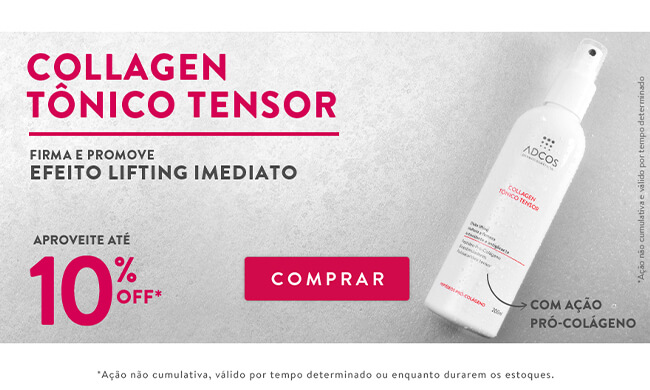 COLLAGEN
TÔNICO TENSOR
FIRMA E PROMOVE
EFEITO LIFTING IMEDIATO
APROVEITE ATÉ
10% OFF*
COMPRAR
ADCOS
COLLAGEN
TÔNICO TENSOR
200ml
COM AÇÃO
PRÓ-COLÁGENO
*Ação não cumulativa e válido por tempo determinado
*Ação não cumulativa, válido por tempo determinado ou enquanto durarem os estoques.